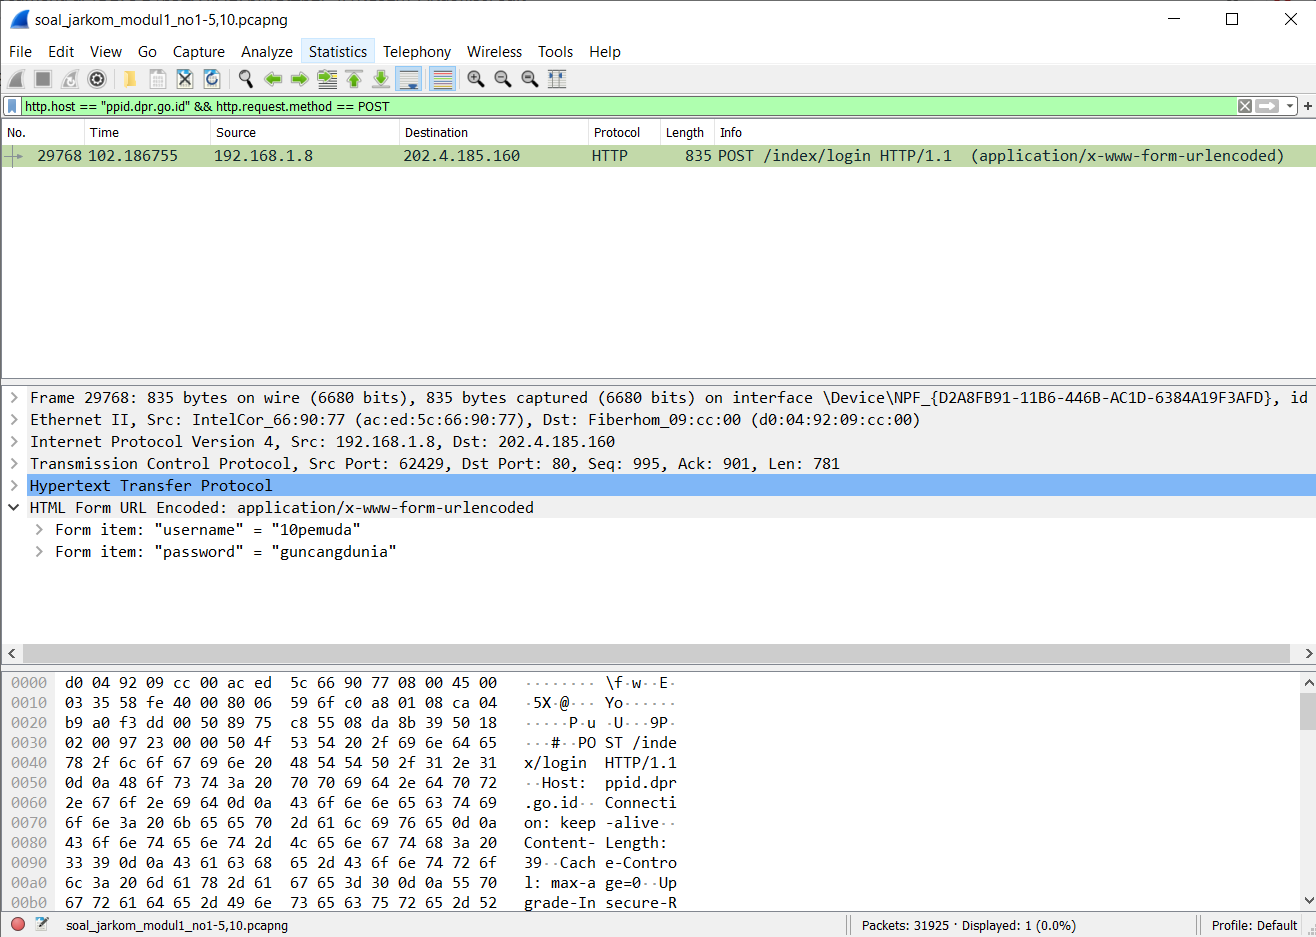 soal_jarkom_modul1_no1-5,10.pcapng
File Edit View Go Capture Analyze Statistics Telephony Wireless Tools Help
http.host == "ppid.dpr.go.id" && http.request.method == POST
No. Time Source Destination Protocol Length Info
29768 102.186755 192.168.1.8 202.4.185.160 HTTP 835 POST /index/login HTTP/1.1 (application/x-www-form-urlencoded)
Frame 29768: 835 bytes on wire (6680 bits), 835 bytes captured (6680 bits) on interface \Device\NPF_{D2A8FB91-11B6-446B-AC1D-6384A19F3AFD}, id
Ethernet II, Src: IntelCor_66:90:77 (ac:ed:5c:66:90:77), Dst: Fiberhom_09:cc:00 (d0:04:92:09:cc:00)
Internet Protocol Version 4, Src: 192.168.1.8, Dst: 202.4.185.160
Transmission Control Protocol, Src Port: 62429, Dst Port: 80, Seq: 995, Ack: 901, Len: 781
Hypertext Transfer Protocol
HTML Form URL Encoded: application/x-www-form-urlencoded
Form item: "username" = "10pemuda"
Form item: "password" = "guncangdunia"
0000 d0 04 92 09 cc 00 ac ed 5c 66 90 77 08 00 45 00 ········ \f·w··E·
0010 03 35 58 fe 40 00 80 06 59 6f c0 a8 01 08 ca 04 ·5X·@··· Yo······
0020 b9 a0 f3 dd 00 50 89 75 c8 55 08 da 8b 39 50 18 ·····P·u ·U···9P·
0030 02 00 97 23 00 00 50 4f 53 54 20 2f 69 6e 64 65 ···#··PO ST /inde
0040 78 2f 6c 6f 67 69 6e 20 48 54 54 50 2f 31 2e 31 x/login HTTP/1.1
0050 0d 0a 48 6f 73 74 3a 20 70 70 69 64 2e 64 70 72 ··Host: ppid.dpr
0060 2e 67 6f 2e 69 64 0d 0a 43 6f 6e 6e 65 63 74 69 .go.id·· Connecti
0070 6f 6e 3a 20 6b 65 65 70 2d 61 6c 69 76 65 0d 0a on: keep -alive··
0080 43 6f 6e 74 65 6e 74 2d 4c 65 6e 67 74 68 3a 20 Content- Length:
0090 33 39 0d 0a 43 61 63 68 65 2d 43 6f 6e 74 72 6f 39··Cach e-Contro
00a0 6c 3a 20 6d 61 78 2d 61 67 65 3d 30 0d 0a 55 70 l: max-a ge=0··Up
00b0 67 72 61 64 65 2d 49 6e 73 65 63 75 72 65 2d 52 grade-In secure-R
soal_jarkom_modul1_no1-5,10.pcapng Packets: 31925 · Displayed: 1 (0.0%) Profile: Default